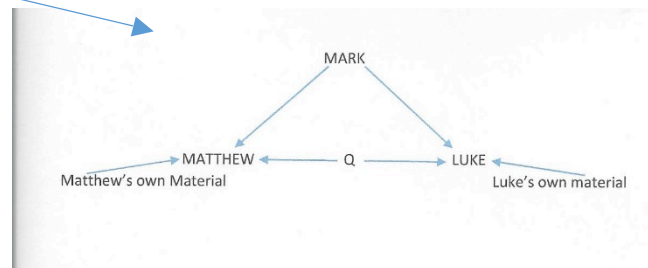 MARK
MATTHEW Q LUKE
Matthew's own Material
Luke's own material